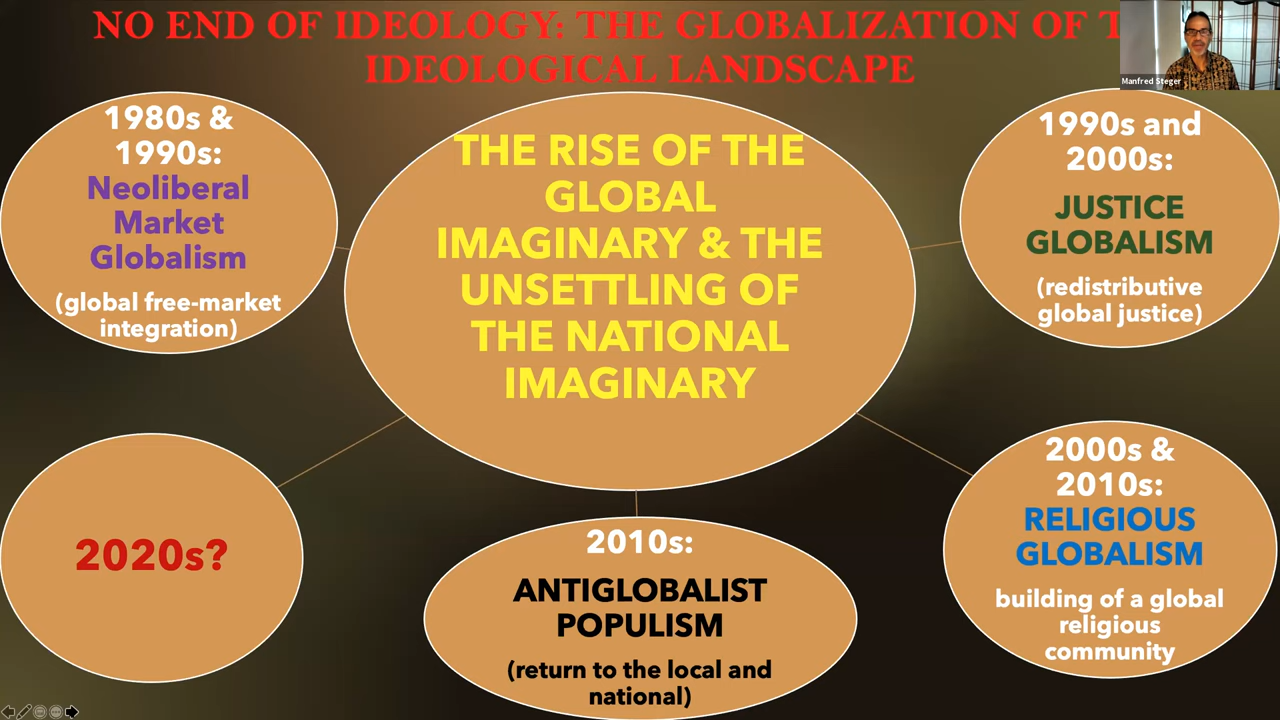 NO END OF IDEOLOGY: THE GLOBALIZATION OF T
IDEOLOGICAL LANDSCAPE
Manfred Steger
1980s &
1990s:
Neoliberal
Market
Globalism
(global free-market
integration)
THE RISE OF THE
GLOBAL
IMAGINARY & THE
UNSETTLING OF
THE NATIONAL
IMAGINARY
1990s and
2000s:
JUSTICE
GLOBALISM
(redistributive
global justice)
2020s?
2010s:
ANTIGLOBALIST
POPULISM
(return to the local and
national)
2000s &
2010s:
RELIGIOUS
GLOBALISM
building of a global
religious
community